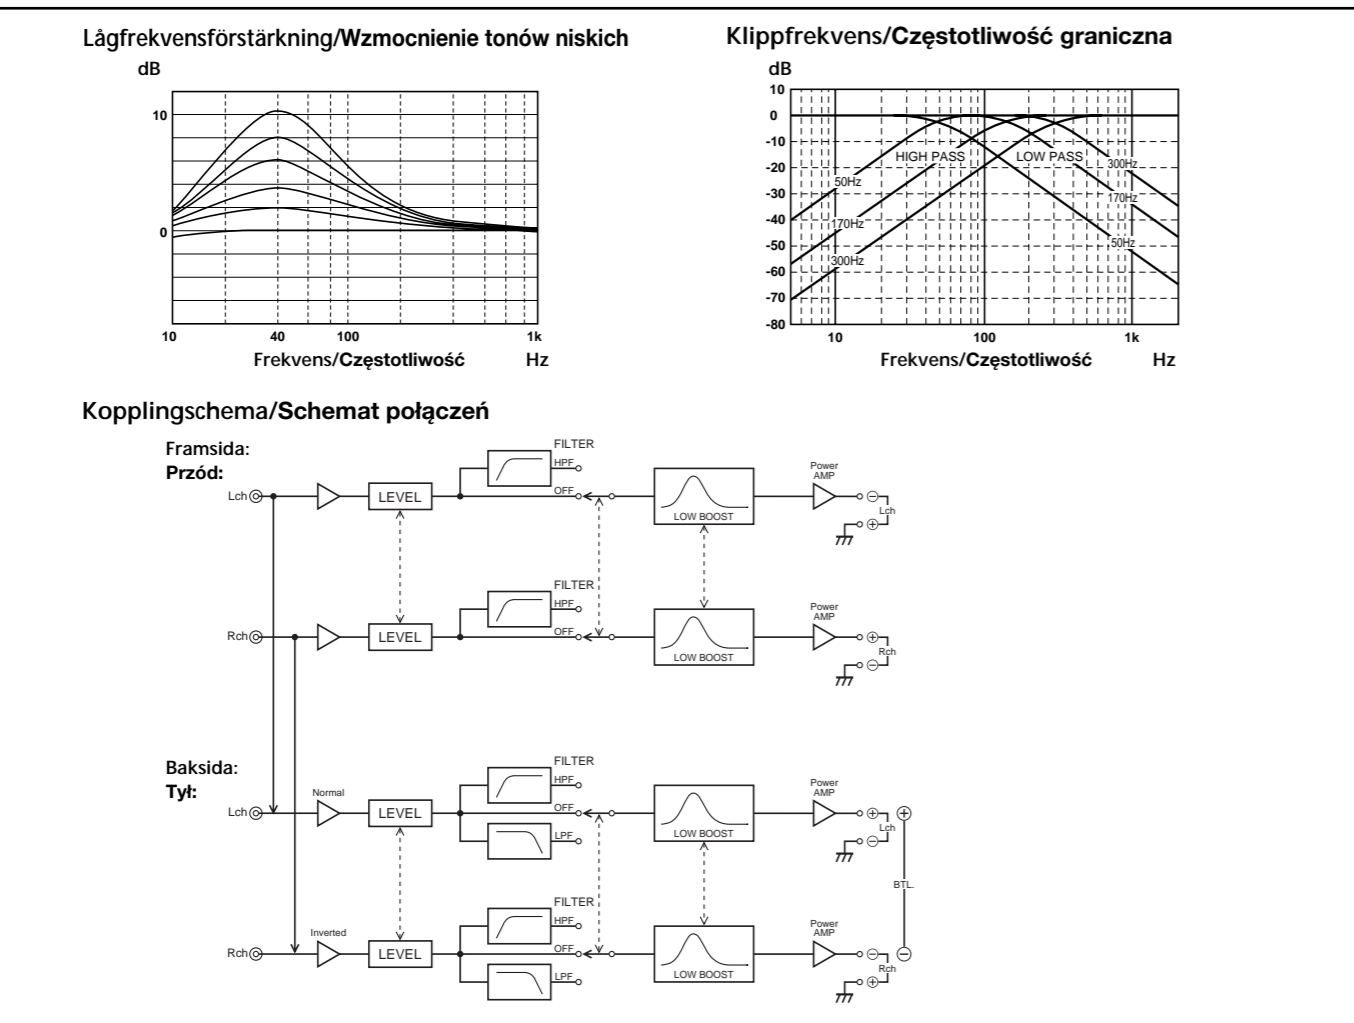 Lågfrekvensförstärkning/Wzmocnienie tonów niskich
dB
10
0
10 40 100 1k
Frekvens/Częstotliwość Hz
Klippfrekvens/Częstotliwość graniczna
dB
10
0
-10
-20
-30
-40
-50
-60
-70
-80
HIGH PASS LOW PASS
50Hz
170Hz
300Hz
300Hz
170Hz
50Hz
10 100 1k
Frekvens/Częstotliwość Hz
Kopplingschema/Schemat połączeń
Framsida:
Przód:
Lch
LEVEL
FILTER
HPF
OFF
LOW BOOST
Power
AMP
⊖
Lch
⊕
Rch
LEVEL
FILTER
HPF
OFF
LOW BOOST
Power
AMP
⊕
Rch
⊖
Baksida:
Tył:
Lch
Normal
LEVEL
FILTER
HPF
OFF
LPF
LOW BOOST
Power
AMP
⊕ ⊕
Lch
⊖
BTL.
Rch
Inverted
LEVEL
FILTER
HPF
OFF
LPF
LOW BOOST
Power
AMP
⊖ ⊖
Rch
⊕